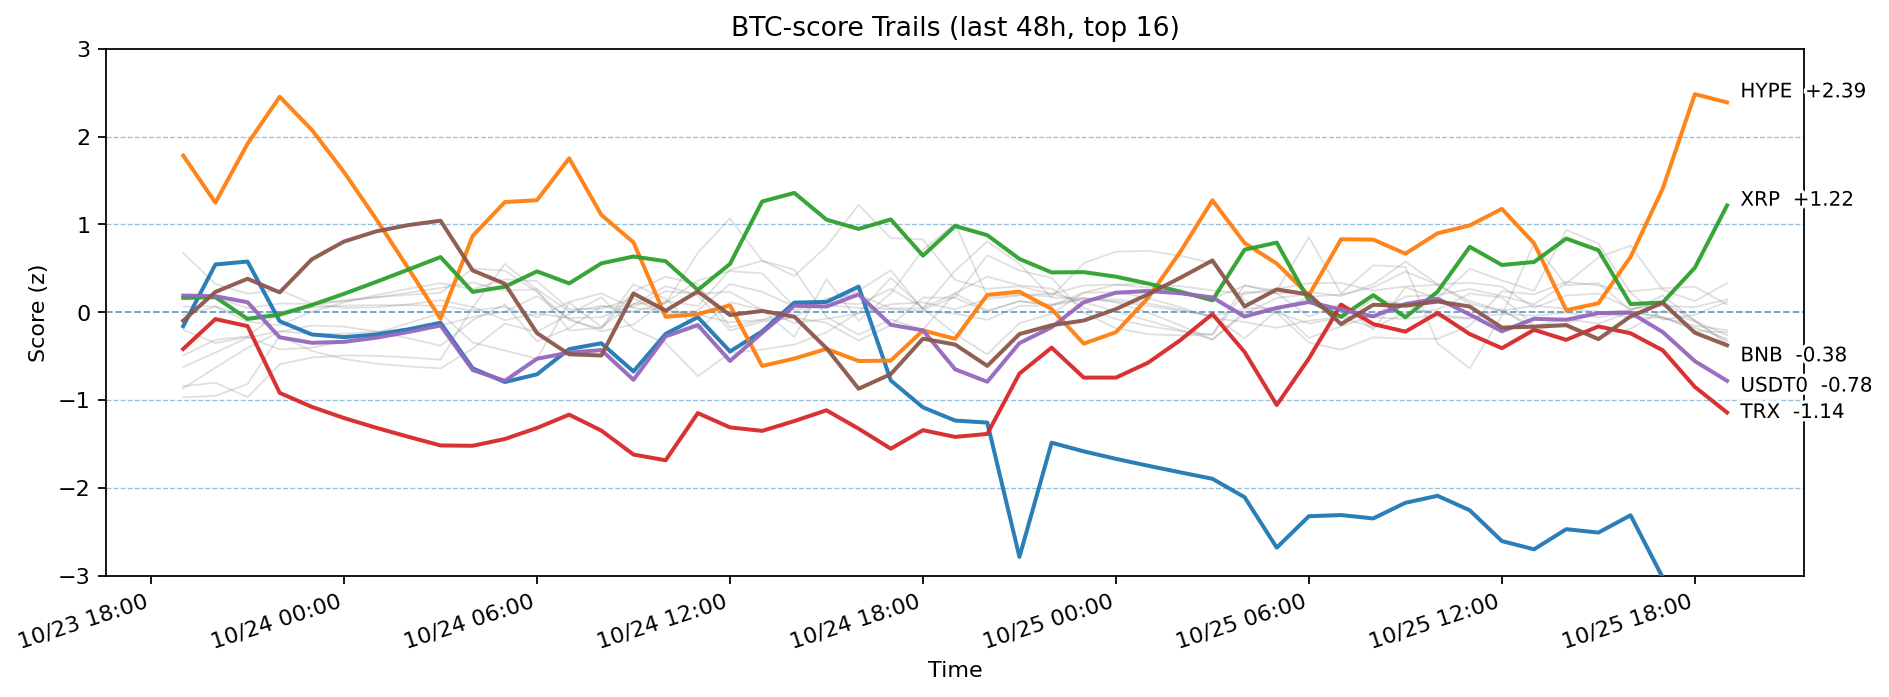 BTC-score Trails (last 48h, top 16)
Score (z)
3
2
1
0
−1
−2
−3
HYPE +2.39
XRP +1.22
BNB -0.38
USDT0 -0.78
TRX -1.14
10/23 18:00
10/24 00:00
10/24 06:00
10/24 12:00
10/24 18:00
10/25 00:00
10/25 06:00
10/25 12:00
10/25 18:00
Time